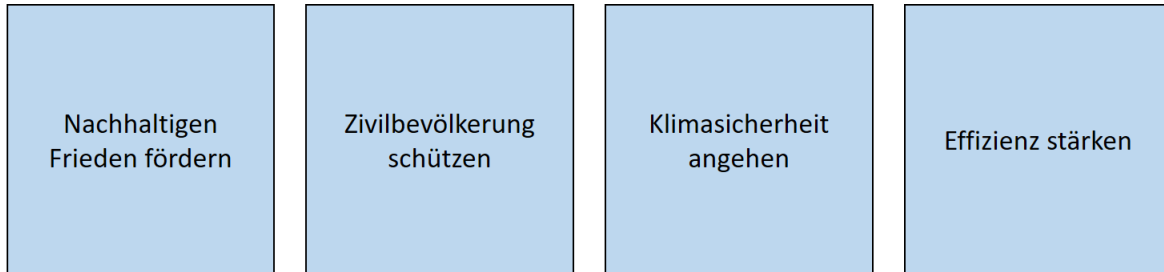 Nachhaltigen
Frieden fördern
Zivilbevölkerung
schützen
Klimasicherheit
angehen
Effizienz stärken